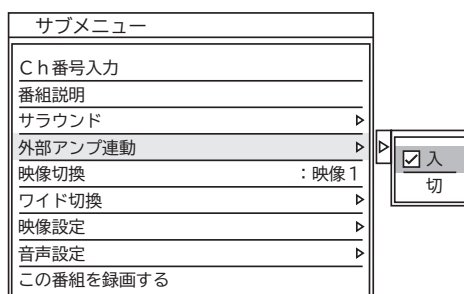 サブメニュー
Ｃｈ番号入力
番組説明
サラウンド
外部アンプ連動
映像切換 ：映像１
ワイド切換
映像設定
音声設定
この番組を録画する
入
切